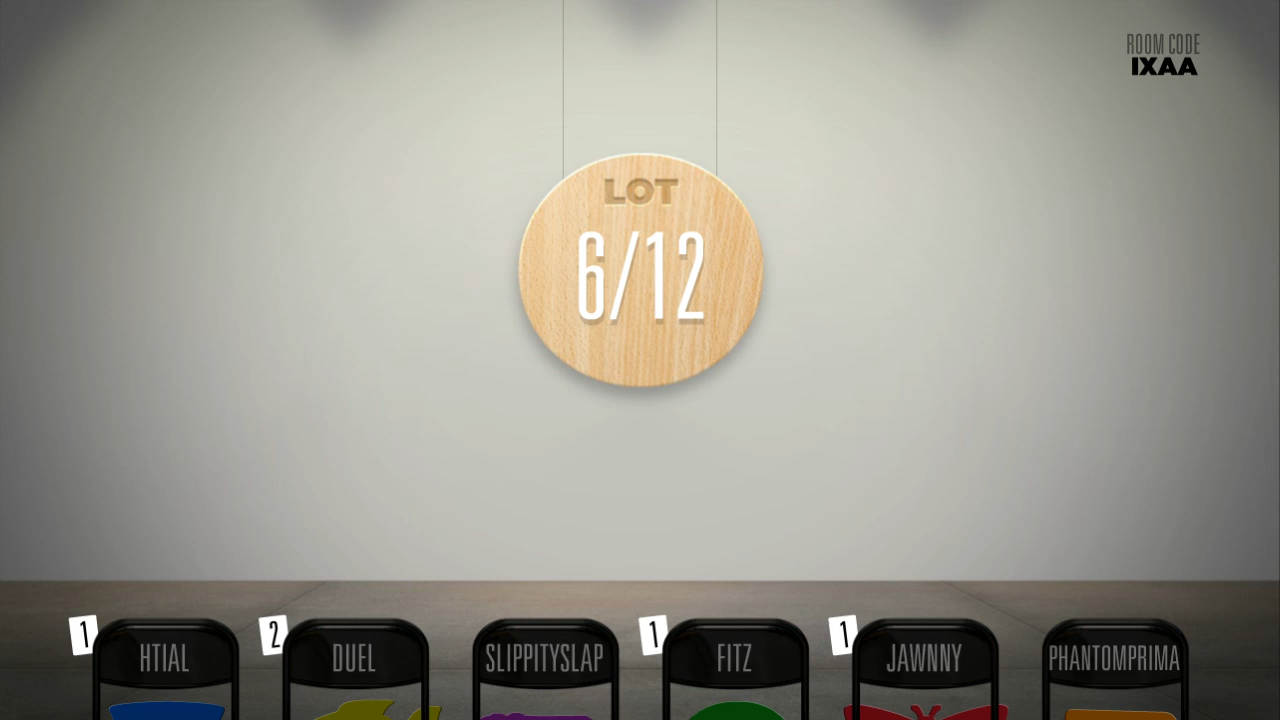 ROOM CODE
IXAA
LOT
6/12
1 HTIAL
2 DUEL
SLIPPITYSLAP
1 FITZ
1 JAWNNY
PHANTOMPRIMA